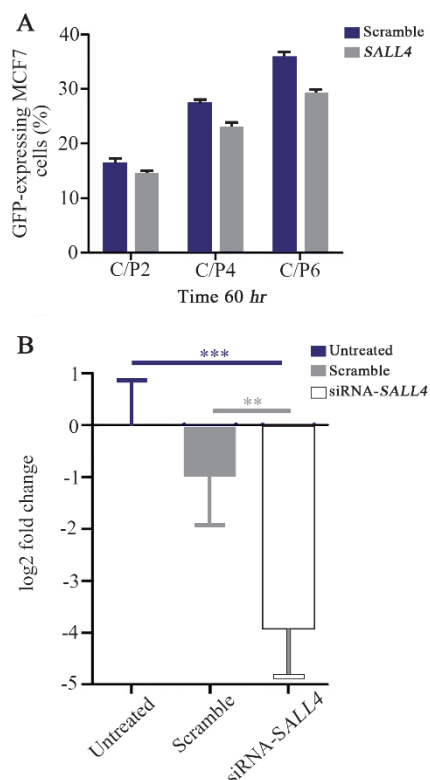 A
Scramble
SALL4
GFP-expressing MCF7
cells (%)
40
30
20
10
0
C/P2 C/P4 C/P6
Time 60 hr
B
Untreated
Scramble
siRNA-SALL4
***
**
log2 fold change
1
0
-1
-2
-3
-4
-5
Untreated
Scramble
siRNA-SALL4